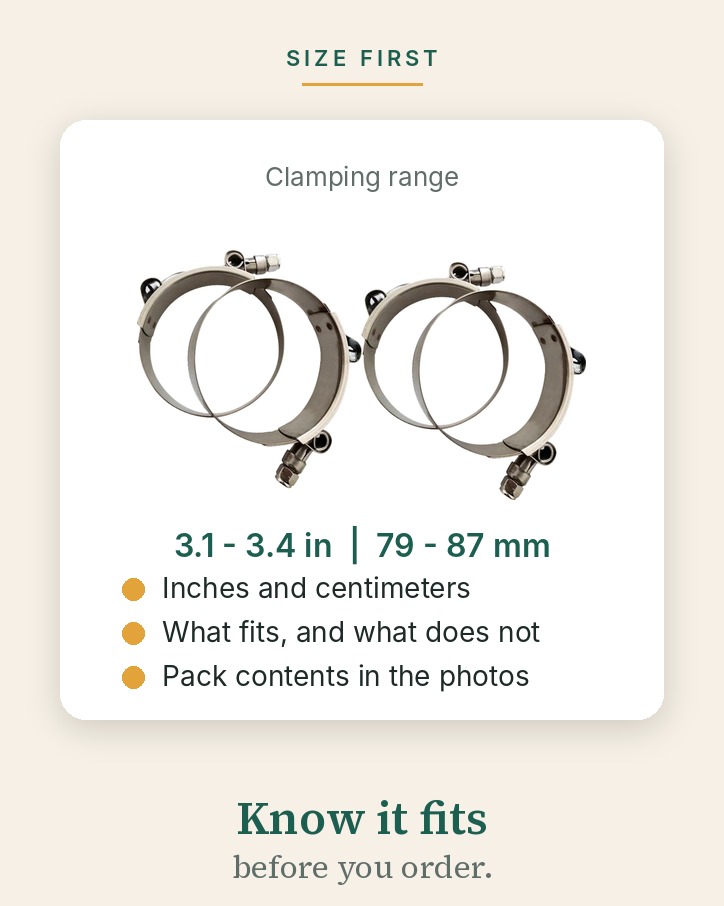 SIZE FIRST
Clamping range
3.1 - 3.4 in | 79 - 87 mm
Inches and centimeters
What fits, and what does not
Pack contents in the photos
Know it fits
before you order.